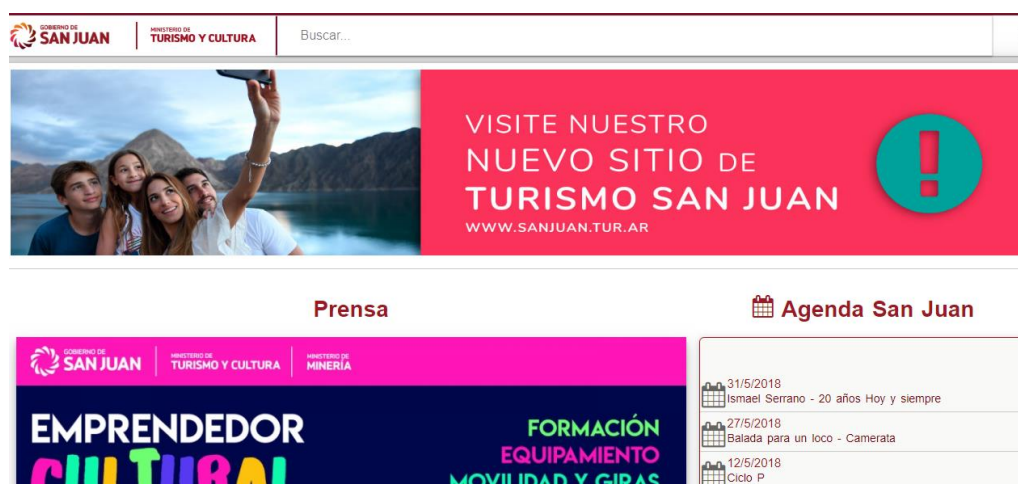 GOBIERNO DE
SAN JUAN
MINISTERIO DE
TURISMO Y CULTURA
Buscar...
VISITE NUESTRO
NUEVO SITIO DE
TURISMO SAN JUAN
WWW.SANJUAN.TUR.AR
Prensa
GOBIERNO DE
SAN JUAN
MINISTERIO DE
TURISMO Y CULTURA
MINISTERIO DE
MINERÍA
EMPRENDEDOR
CULTURAL
FORMACIÓN
EQUIPAMIENTO
MOVILIDAD Y GIRAS
Agenda San Juan
31/5/2018
Ismael Serrano - 20 años Hoy y siempre
27/5/2018
Balada para un loco - Camerata
12/5/2018
Ciclo P